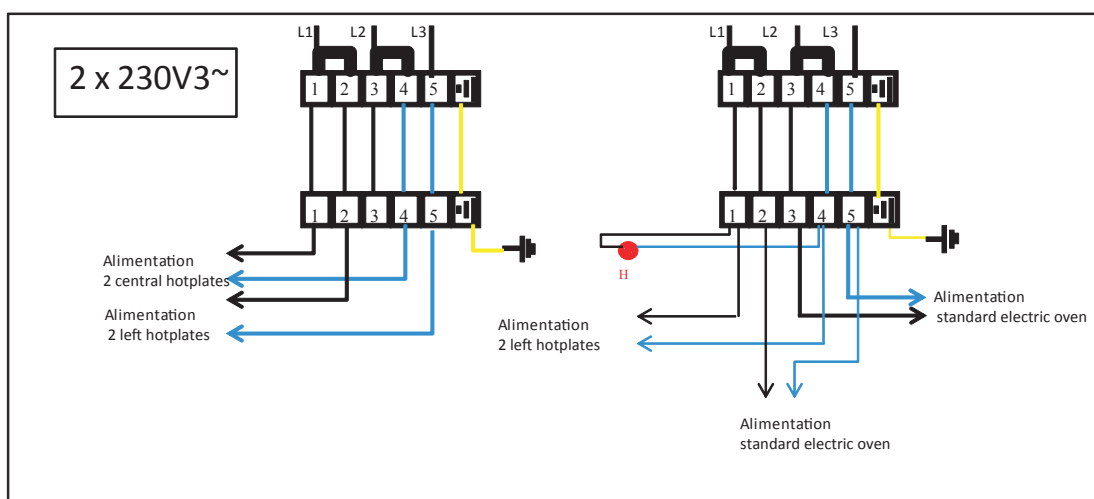 2 x 230V3~
L1 L2 L3
1 2 3 4 5
1 2 3 4 5
Alimentation
2 central hotplates
Alimentation
2 left hotplates
L1 L2 L3
1 2 3 4 5
1 2 3 4 5
H
Alimentation
2 left hotplates
Alimentation
standard electric oven
Alimentation
standard electric oven